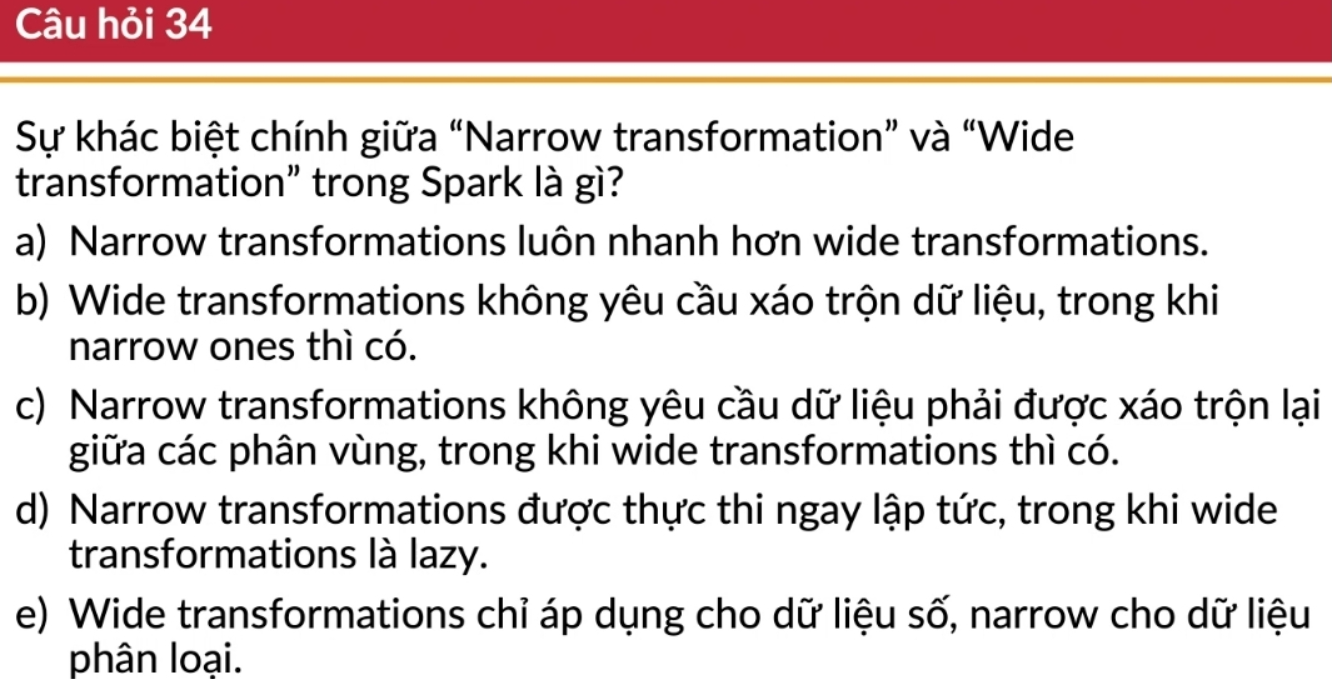 Câu hỏi 34
Sự khác biệt chính giữa “Narrow transformation” và “Wide
transformation” trong Spark là gì?
a) Narrow transformations luôn nhanh hơn wide transformations.
b) Wide transformations không yêu cầu xáo trộn dữ liệu, trong khi
narrow ones thì có.
c) Narrow transformations không yêu cầu dữ liệu phải được xáo trộn lại
giữa các phân vùng, trong khi wide transformations thì có.
d) Narrow transformations được thực thi ngay lập tức, trong khi wide
transformations là lazy.
e) Wide transformations chỉ áp dụng cho dữ liệu số, narrow cho dữ liệu
phân loại.